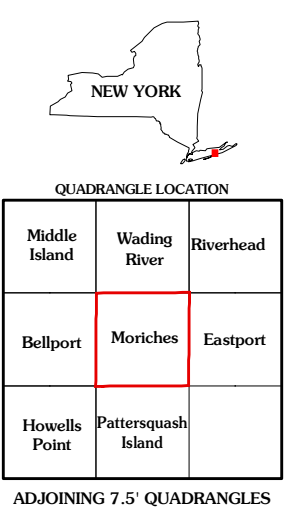 NEW YORK
QUADRANGLE LOCATION
Middle
Island
Wading
River
Riverhead
Bellport
Moriches
Eastport
Howells
Point
Pattersquash
Island
ADJOINING 7.5' QUADRANGLES